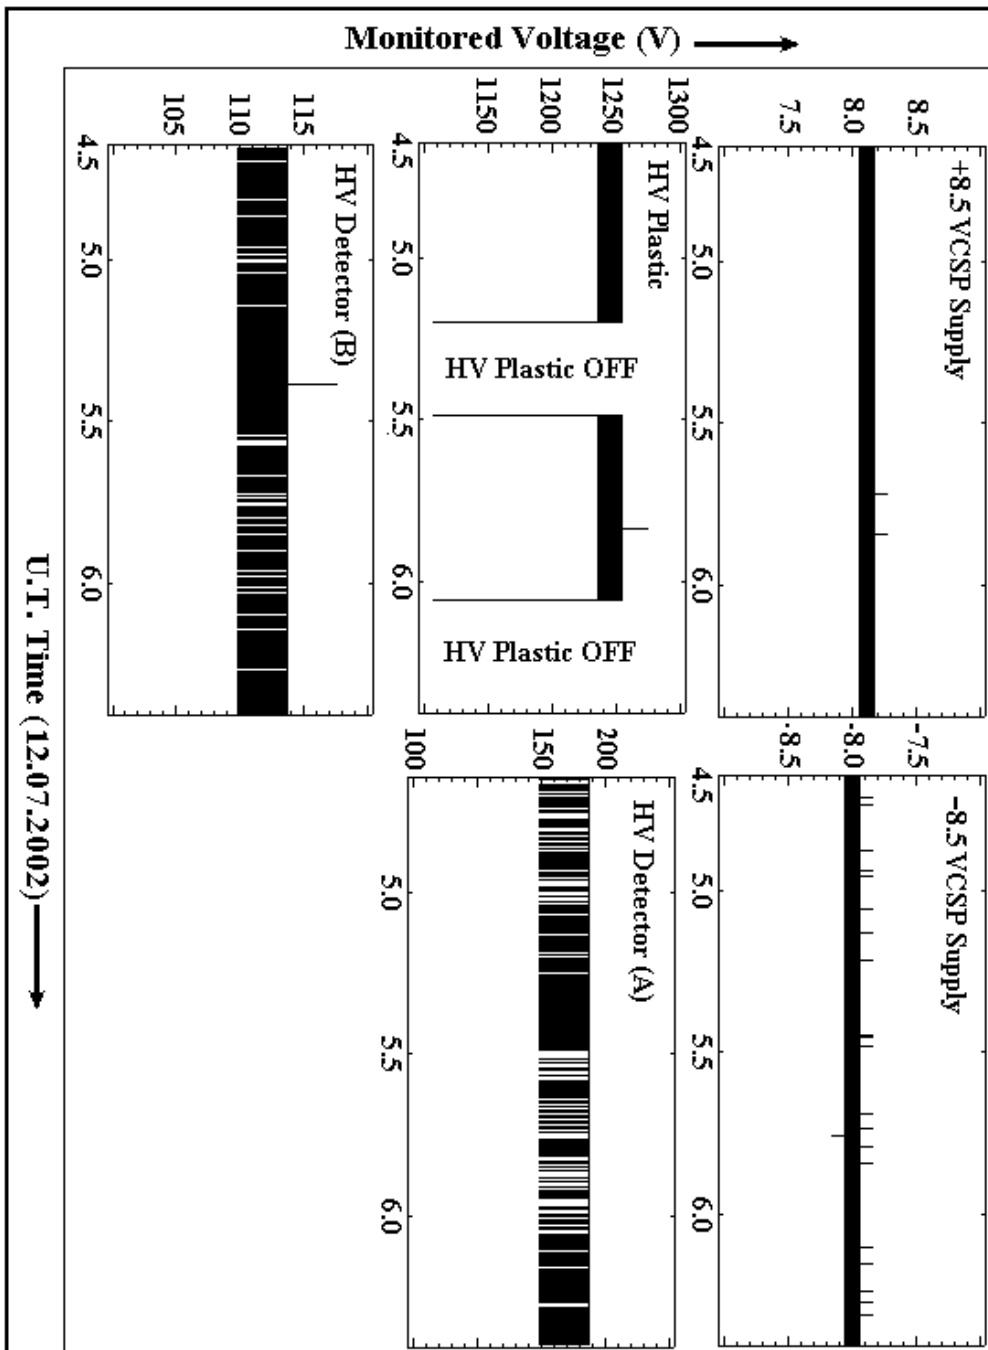 Monitored Voltage (V)
+8.5 VCSP Supply
8.5
8.0
7.5
4.5 5.0 5.5 6.0
-8.5 VCSP Supply
-7.5
-8.0
-8.5
4.5 5.0 5.5 6.0
HV Plastic
1300
1250
1200
1150
HV Plastic OFF
HV Plastic OFF
4.5 5.0 5.5 6.0
HV Detector (A)
200
150
100
5.0 5.5 6.0
HV Detector (B)
115
110
105
4.5 5.0 5.5 6.0
U.T. Time (12.07.2002)